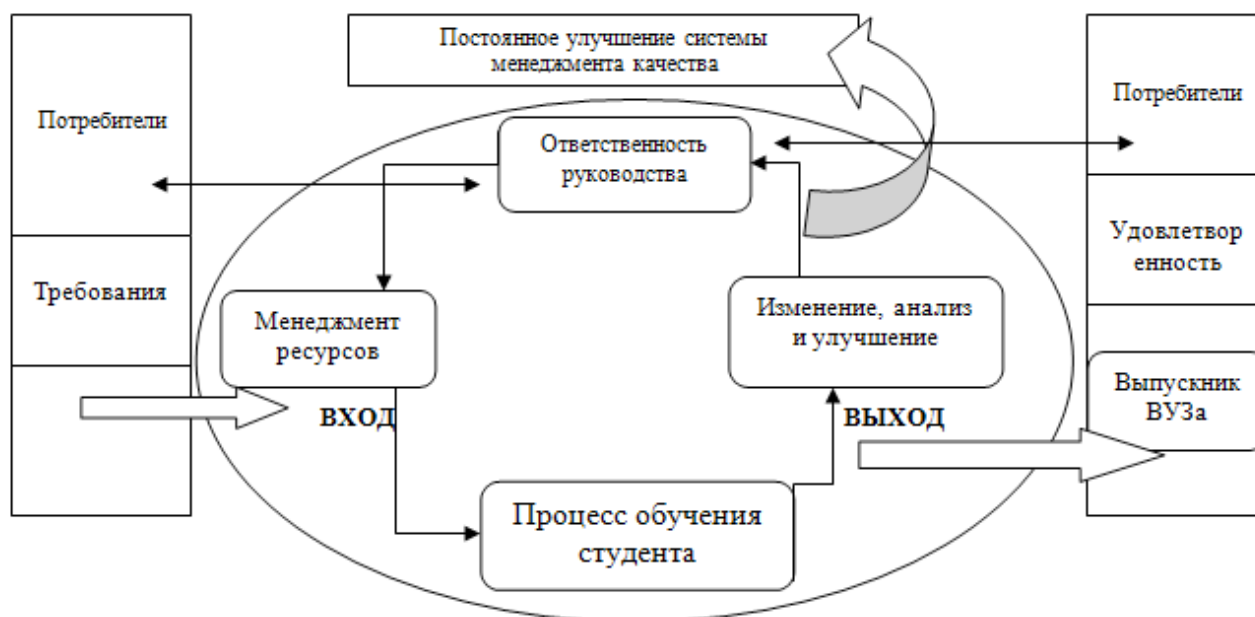 Постоянное улучшение системы
менеджмента качества
Потребители
Потребители
Ответственность
руководства
Требования
Удовлетвор
енность
Менеджмент
ресурсов
Изменение, анализ
и улучшение
Выпускник
ВУЗа
ВХОД
ВЫХОД
Процесс обучения
студента